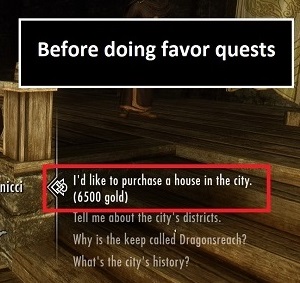 Before doing favor quests
nicci
I'd like to purchase a house in the city.
(6500 gold)
Tell me about the city's districts.
Why is the keep called Dragonsreach?
What's the city's history?